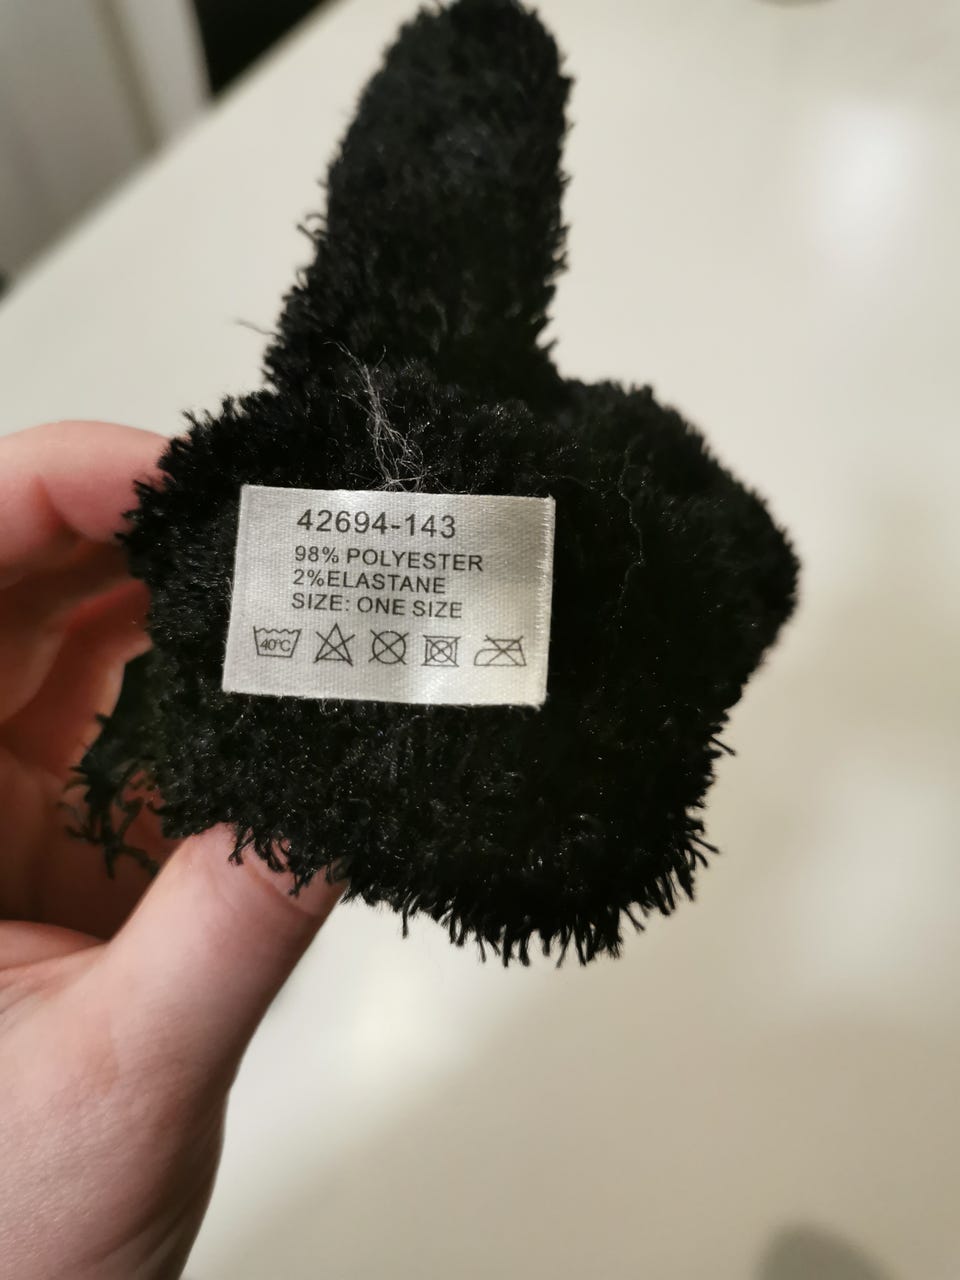 42694-143
98% POLYESTER
2%ELASTANE
SIZE: ONE SIZE
40°C